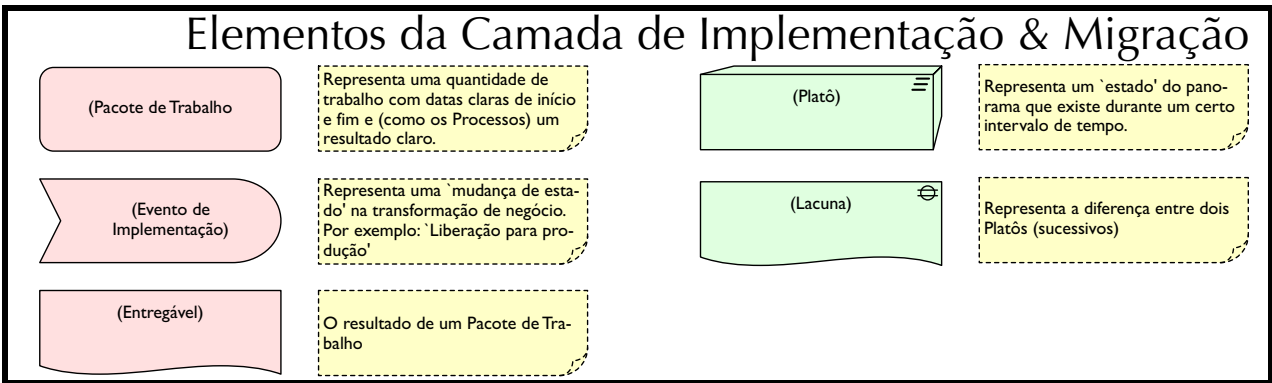 Elementos da Camada de Implementação & Migração
(Pacote de Trabalho
Representa uma quantidade de
trabalho com datas claras de início
e fim e (como os Processos) um
resultado claro.
(Platô)
Representa um `estado' do pano-
rama que existe durante um certo
intervalo de tempo.
(Evento de
Implementação)
Representa uma `mudança de esta-
do' na transformação de negócio.
Por exemplo: `Liberação para pro-
dução'
(Lacuna)
Representa a diferença entre dois
Platôs (sucessivos)
(Entregável)
O resultado de um Pacote de Tra-
balho